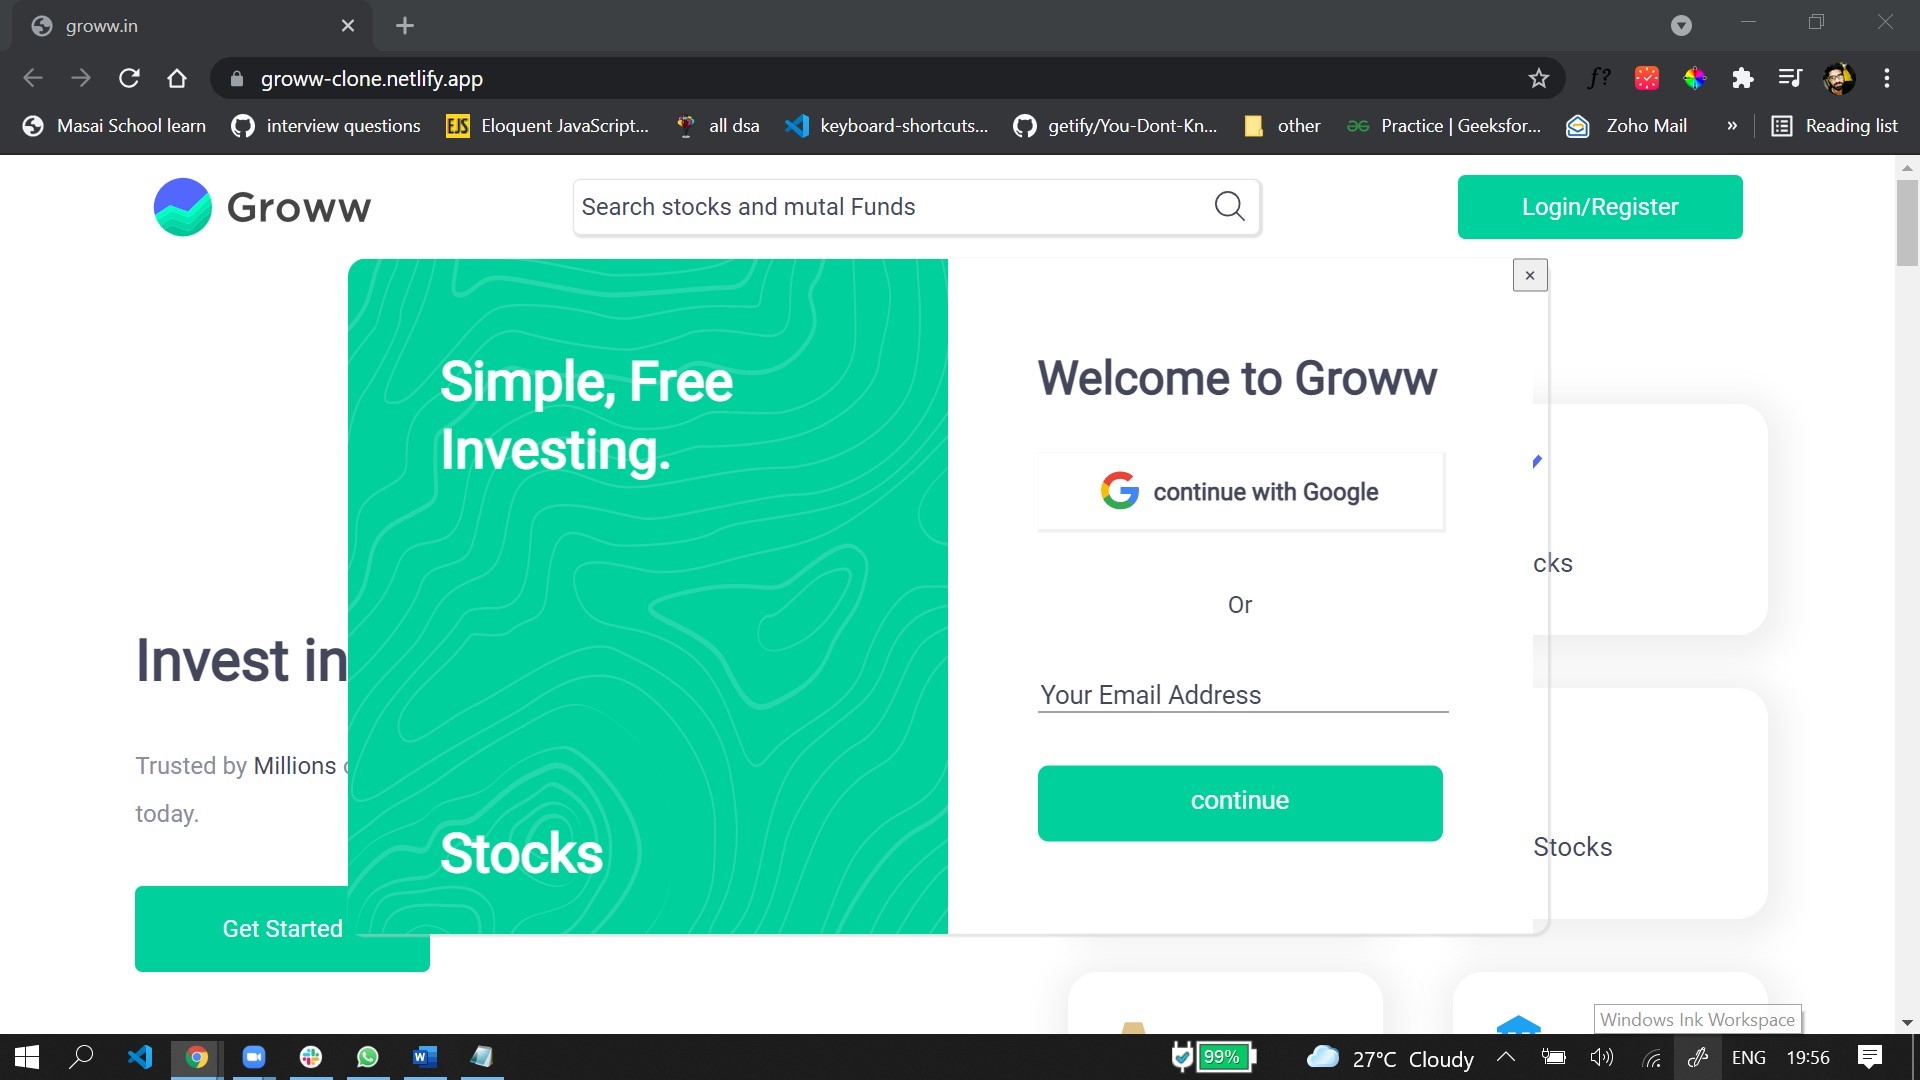 groww.in
groww-clone.netlify.app
f?
Masai School learn
interview questions
EJS
Eloquent JavaScript...
all dsa
keyboard-shortcuts...
getify/You-Dont-Kn...
other
Practice | Geeksfor...
Zoho Mail
»
Reading list
Groww
Search stocks and mutal Funds
Login/Register
×
Simple, Free
Investing.
Welcome to Groww
continue with Google
cks
Or
Invest in
Your Email Address
Trusted by Millions
today.
continue
Stocks
Stocks
Get Started
Windows Ink Workspace
99%
27°C Cloudy
ENG
19:56